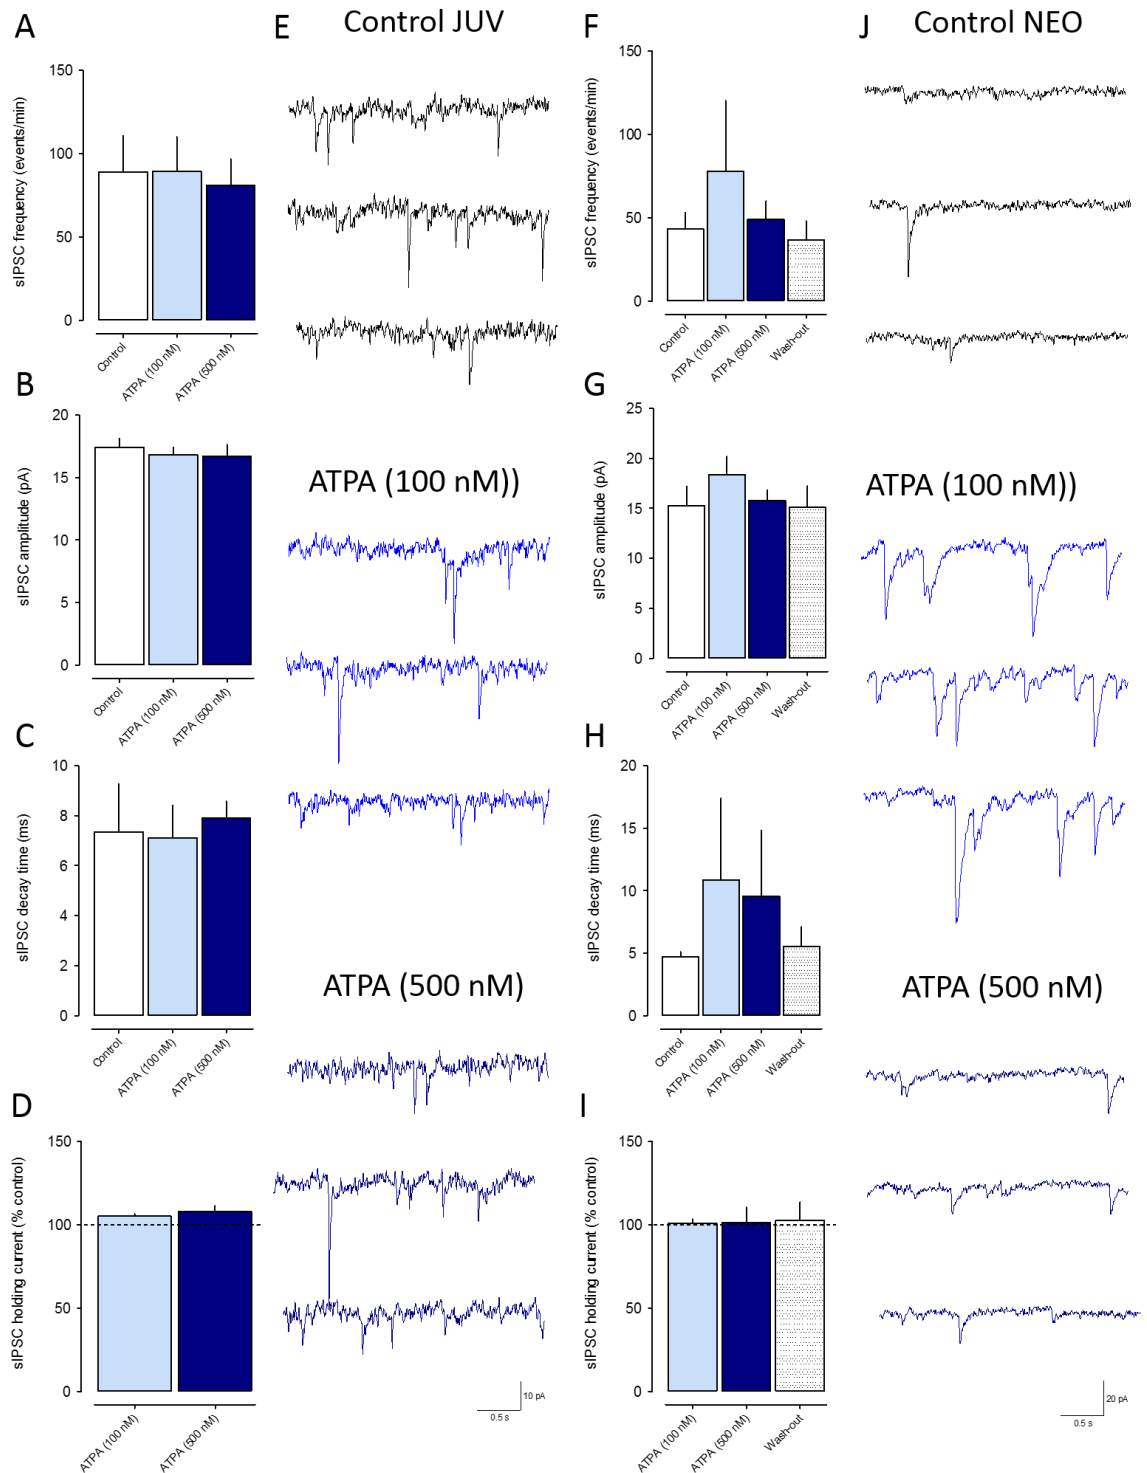 A
sIPSC frequency (events/min)
150
100
50
0
Control
ATPA (100 nM)
ATPA (500 nM)
B
sIPSC amplitude (pA)
20
15
10
5
0
Control
ATPA (100 nM)
ATPA (500 nM)
C
sIPSC decay time (ms)
10
8
6
4
2
0
Control
ATPA (100 nM)
ATPA (500 nM)
D
sIPSC holding current (% control)
150
100
50
0
ATPA (100 nM)
ATPA (500 nM)
E
Control JUV
ATPA (100 nM))
ATPA (500 nM)
10 pA
0.5 s
F
sIPSC frequency (events/min)
150
100
50
0
Control
ATPA (100 nM)
ATPA (500 nM)
Wash-out
G
sIPSC amplitude (pA)
25
20
15
10
5
0
Control
ATPA (100 nM)
ATPA (500 nM)
Wash-out
H
sIPSC decay time (ms)
20
15
10
5
0
Control
ATPA (100 nM)
ATPA (500 nM)
Wash-out
I
sIPSC holding current (% control)
150
100
50
0
ATPA (100 nM)
ATPA (500 nM)
Wash-out
J
Control NEO
ATPA (100 nM))
ATPA (500 nM)
20 pA
0.5 s